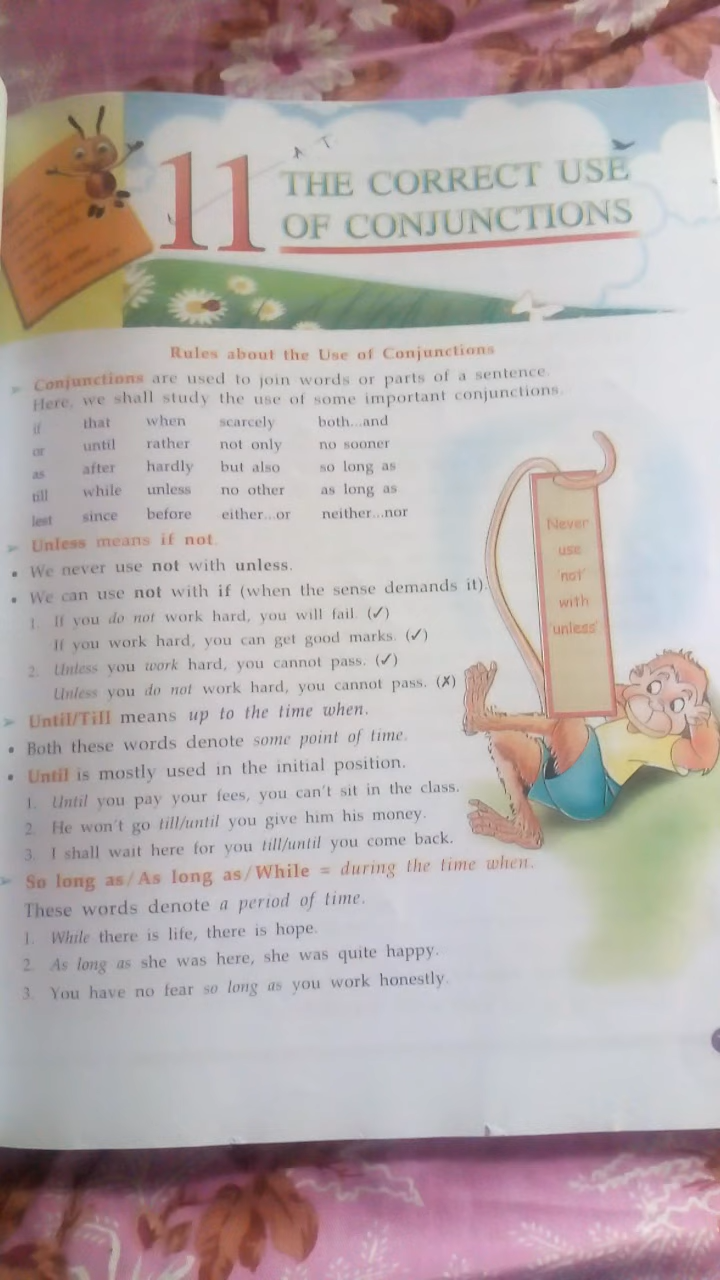 11
THE CORRECT USE
OF CONJUNCTIONS
Rules about the Use of Conjunctions
➢ Conjunctions are used to join words or parts of a sentence.
Here, we shall study the use of some important conjunctions.
if that when scarcely both...and
or until rather not only no sooner
as after hardly but also so long as
till while unless no other as long as
lest since before either...or neither...nor
➢ Unless means if not.
• We never use not with unless.
• We can use not with if (when the sense demands it).
1. If you do not work hard, you will fail. (✓)
If you work hard, you can get good marks. (✓)
2. Unless you work hard, you cannot pass. (✓)
Unless you do not work hard, you cannot pass. (✗)
➢ Until/Till means up to the time when.
• Both these words denote some point of time.
• Until is mostly used in the initial position.
1. Until you pay your fees, you can't sit in the class.
2. He won't go till/until you give him his money.
3. I shall wait here for you till/until you come back.
➢ So long as/As long as/While = during the time when.
These words denote a period of time.
1. While there is life, there is hope.
2. As long as she was here, she was quite happy.
3. You have no fear so long as you work honestly.
Never
use
'not'
with
'unless'